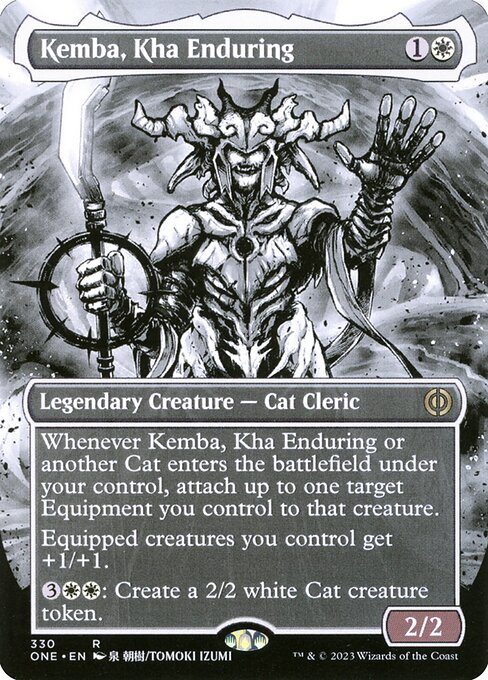 Kemba, Kha Enduring 1
Legendary Creature — Cat Cleric
Whenever Kemba, Kha Enduring or
another Cat enters the battlefield under
your control, attach up to one target
Equipment you control to that creature.
Equipped creatures you control get
+1/+1.
3: Create a 2/2 white Cat creature
token.
2/2
330 R
ONE • EN 泉 朝樹/TOMOKI IZUMI ™ & © 2023 Wizards of the Coast